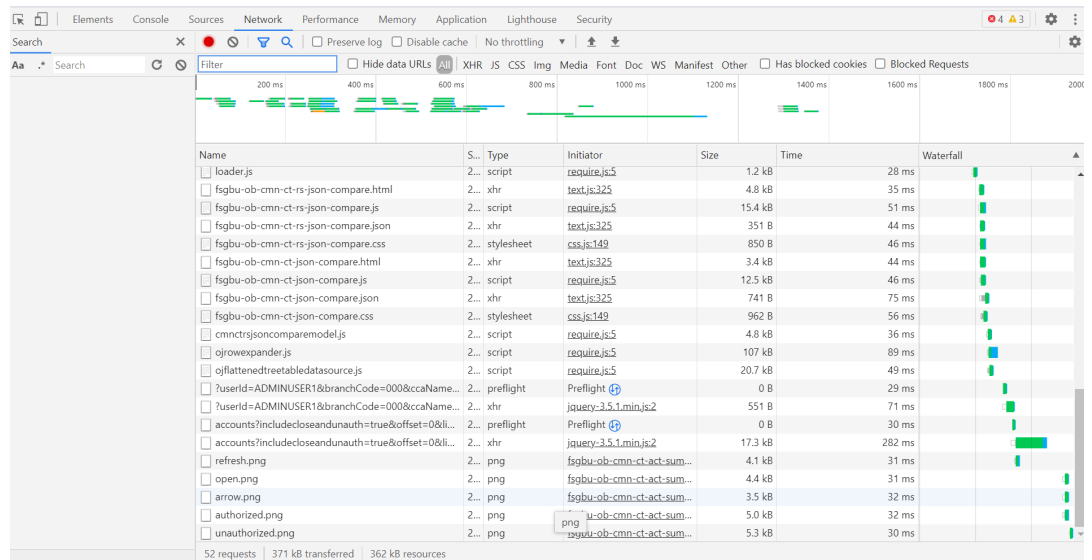 Elements Console Sources Network Performance Memory Application Lighthouse Security 4 3
Search Preserve log Disable cache No throttling
Aa .* Search Filter Hide data URLs All XHR JS CSS Img Media Font Doc WS Manifest Other Has blocked cookies Blocked Requests
200 ms 400 ms 600 ms 800 ms 1000 ms 1200 ms 1400 ms 1600 ms 1800 ms 2000
Name S... Type Initiator Size Time Waterfall
loader.js 2... script require.js:5 1.2 kB 28 ms
fsgbu-ob-cmn-ct-rs-json-compare.html 2... xhr text.js:325 4.8 kB 35 ms
fsgbu-ob-cmn-ct-rs-json-compare.js 2... script require.js:5 15.4 kB 51 ms
fsgbu-ob-cmn-ct-rs-json-compare.json 2... xhr text.js:325 351 B 44 ms
fsgbu-ob-cmn-ct-rs-json-compare.css 2... stylesheet css.js:149 850 B 46 ms
fsgbu-ob-cmn-ct-json-compare.html 2... xhr text.js:325 3.4 kB 44 ms
fsgbu-ob-cmn-ct-json-compare.js 2... script require.js:5 12.5 kB 46 ms
fsgbu-ob-cmn-ct-json-compare.json 2... xhr text.js:325 741 B 75 ms
fsgbu-ob-cmn-ct-json-compare.css 2... stylesheet css.js:149 962 B 56 ms
cmnctrsjsoncomparemodel.js 2... script require.js:5 4.8 kB 36 ms
ojrowexpander.js 2... script require.js:5 107 kB 89 ms
ojflattenedtreetabledatasource.js 2... script require.js:5 20.7 kB 49 ms
?userId=ADMINUSER1&branchCode=000&ccaName... 2... preflight Preflight 0 B 29 ms
?userId=ADMINUSER1&branchCode=000&ccaName... 2... xhr jquery-3.5.1.min.js:2 551 B 71 ms
accounts?includecloseandunauth=true&offset=0&li... 2... preflight Preflight 0 B 30 ms
accounts?includecloseandunauth=true&offset=0&li... 2... xhr jquery-3.5.1.min.js:2 17.3 kB 282 ms
refresh.png 2... png fsgbu-ob-cmn-ct-act-sum... 4.1 kB 31 ms
open.png 2... png fsgbu-ob-cmn-ct-act-sum... 4.4 kB 31 ms
arrow.png 2... png fsgbu-ob-cmn-ct-act-sum... 3.5 kB 32 ms
authorized.png 2... png fsgbu-ob-cmn-ct-act-sum... 5.0 kB 32 ms
png
unauthorized.png 2... png fsgbu-ob-cmn-ct-act-sum... 5.3 kB 30 ms
52 requests 371 kB transferred 362 kB resources